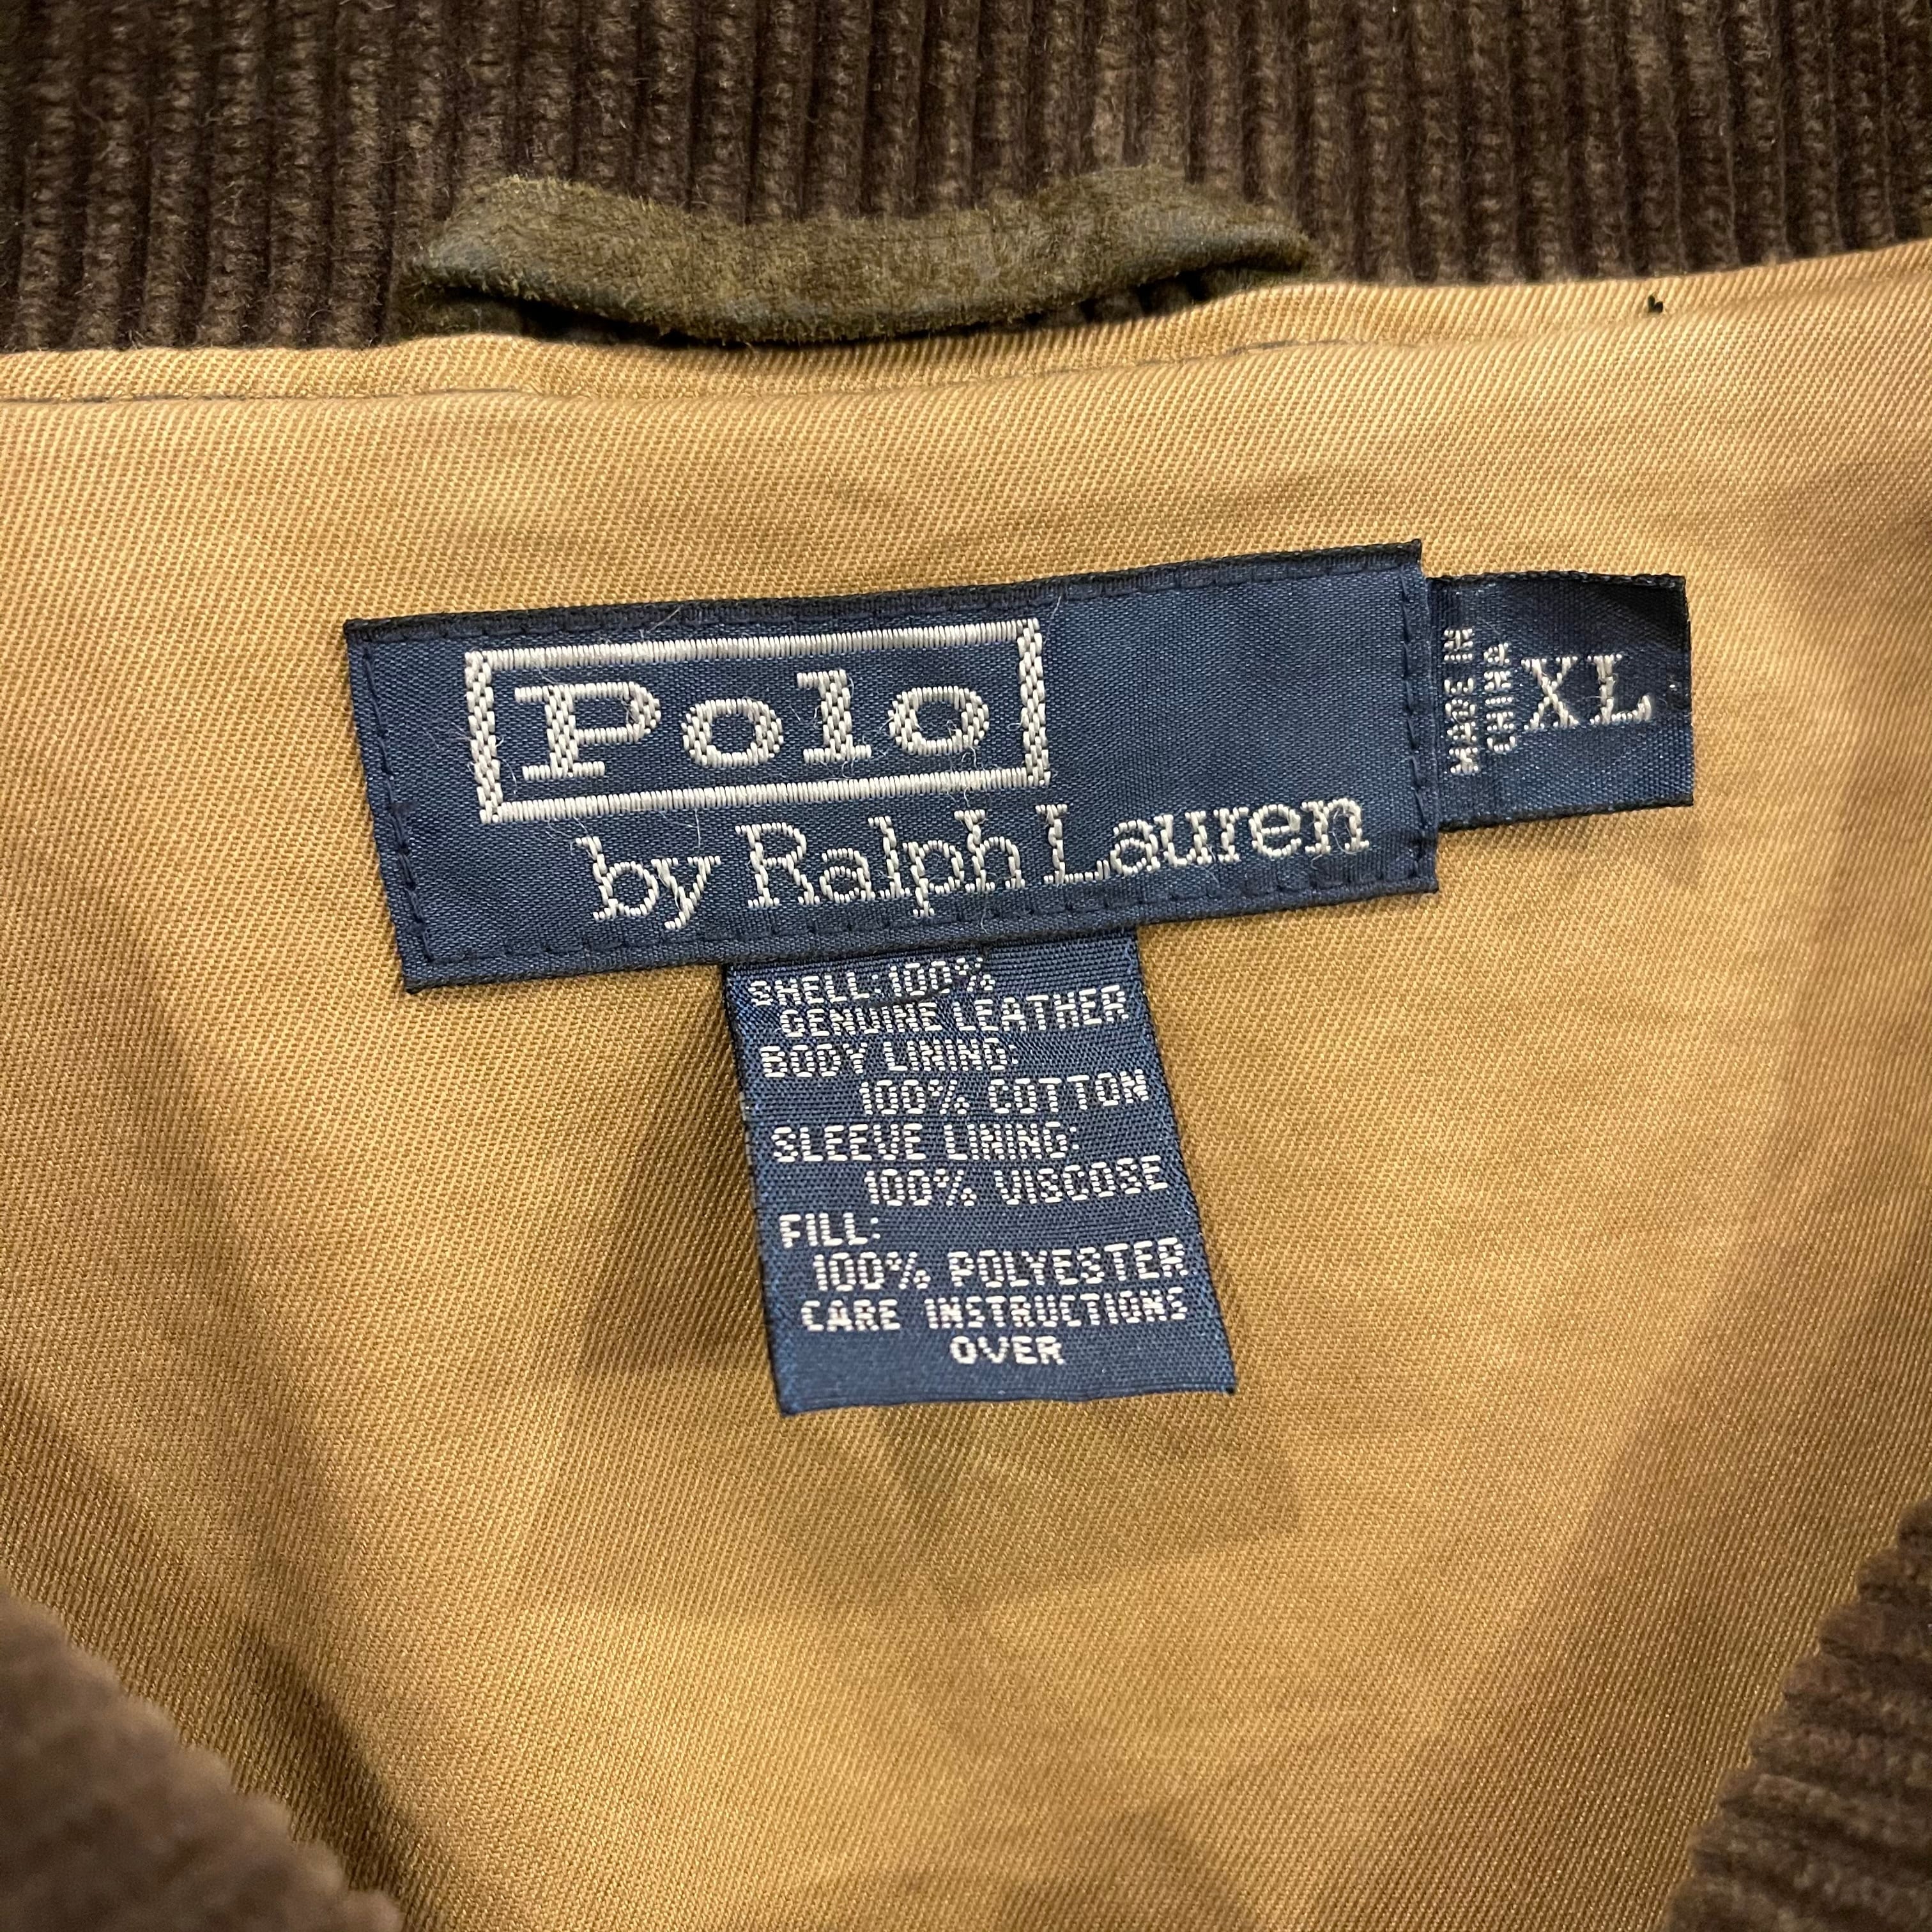 Polo
by Ralph Lauren
MADE IN
CHINA
XL
SHELL: 100%
GENUINE LEATHER
BODY LINING:
100% COTTON
SLEEVE LINING:
100% VISCOSE
FILL:
100% POLYESTER
CARE INSTRUCTIONS
OVER